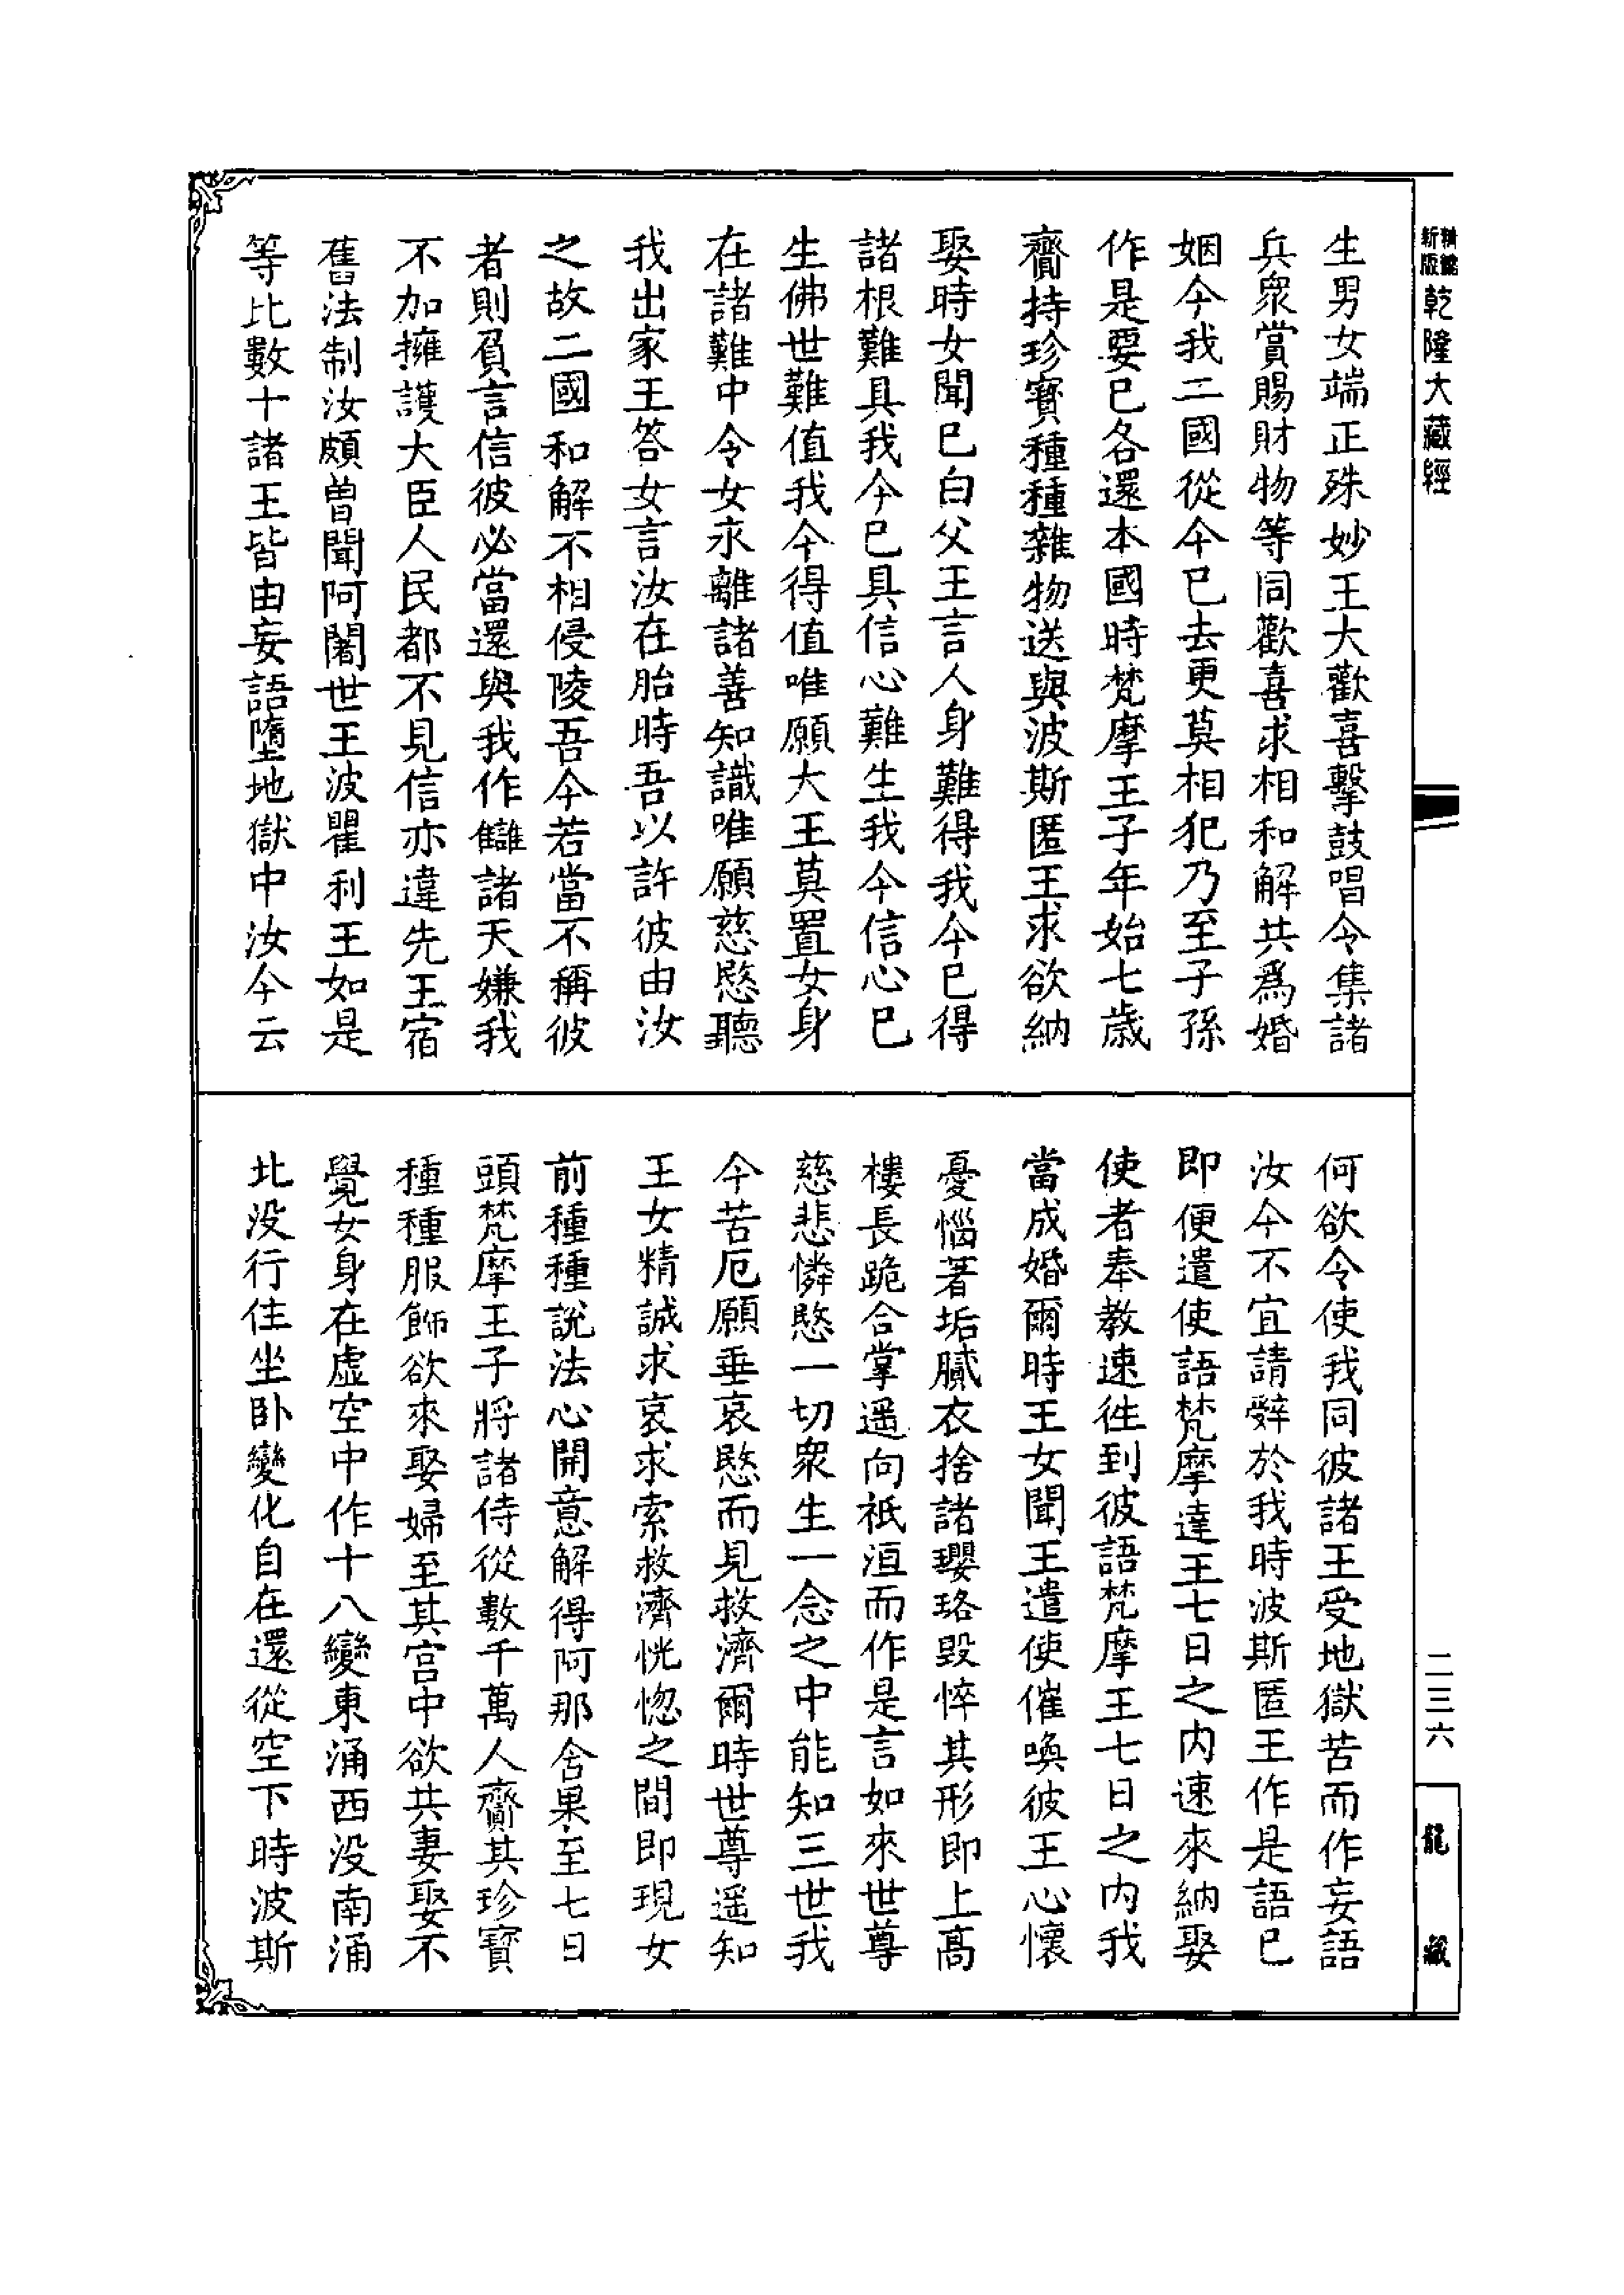 新版 精縮 乾隆大藏經
二三六
龍藏
生男女端正殊妙王大歡喜擊鼓唱令集諸
兵眾賞賜財物等同歡喜求相和解共為婚
姻今我二國從今已去更莫相犯乃至子孫
作是要已各還本國時梵摩王子年始七歲
齎持珍寶種種雜物送與波斯匿王求欲納
娶時女聞已白父王言人身難得我今已得
諸根難具我今已具信心難生我今信心已
生佛世難值我今得值唯願大王莫置女身
在諸難中令女永離諸善知識唯願慈愍聽
我出家王答女言汝在胎時吾以許彼由汝
之故二國和解不相侵陵吾今若當不稱彼
者則負言信彼必當還與我作讎諸天嫌我
不加擁護大臣人民都不見信亦違先王宿
舊法制汝頗曾聞阿闍世王波瞿利王如是
等比數十諸王皆由妄語墮地獄中汝今云
何欲令使我同彼諸王受地獄苦而作妄語
汝今不宜請辭於我時波斯匿王作是語已
即便遣使語梵摩達王七日之內速來納娶
使者奉教速往到彼語梵摩王七日之內我
當成婚爾時王女聞王遣使催喚彼王心懷
憂惱著垢膩衣捨諸瓔珞毀悴其形即上高
樓長跪合掌遥向祇洹而作是言如來世尊
慈悲憐愍一切眾生一念之中能知三世我
今苦厄願垂哀愍而見救濟爾時世尊遥知
王女精誠求哀求索救濟恍惚之間即現女
前種種說法心開意解得阿那含果至七日
頭梵摩王子將諸侍從數千萬人齎其珍寶
種種服飾欲來娶婦至其宮中欲共妻娶不
覺女身在虛空中作十八變東涌西没南涌
北没行住坐卧變化自在還從空下時波斯